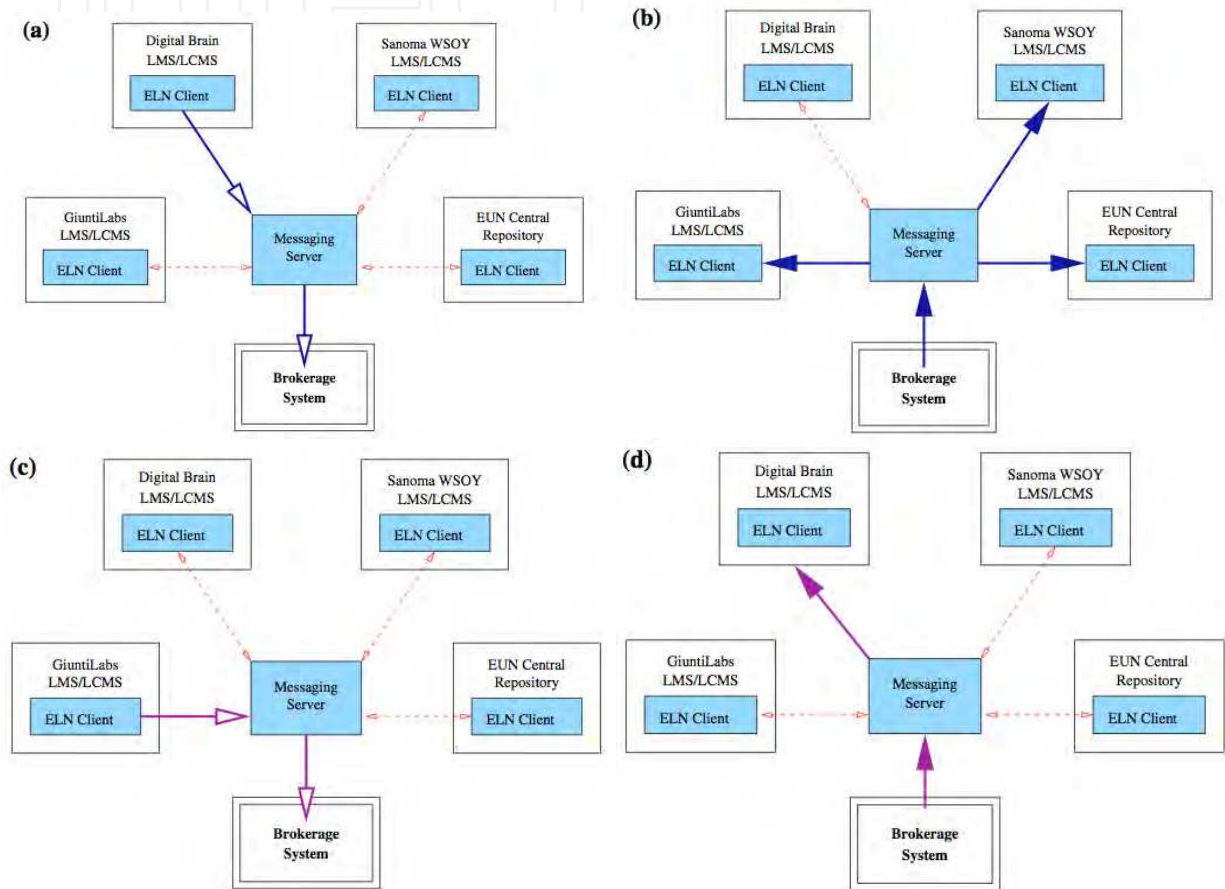 (a)
Digital Brain
LMS/LCMS
ELN Client
Sanoma WSOY
LMS/LCMS
ELN Client
GiuntiLabs
LMS/LCMS
ELN Client
Messaging
Server
EUN Central
Repository
ELN Client
Brokerage
System
(b)
Digital Brain
LMS/LCMS
ELN Client
Sanoma WSOY
LMS/LCMS
ELN Client
GiuntiLabs
LMS/LCMS
ELN Client
Messaging
Server
EUN Central
Repository
ELN Client
Brokerage
System
(c)
Digital Brain
LMS/LCMS
ELN Client
Sanoma WSOY
LMS/LCMS
ELN Client
GiuntiLabs
LMS/LCMS
ELN Client
Messaging
Server
EUN Central
Repository
ELN Client
Brokerage
System
(d)
Digital Brain
LMS/LCMS
ELN Client
Sanoma WSOY
LMS/LCMS
ELN Client
GiuntiLabs
LMS/LCMS
ELN Client
Messaging
Server
EUN Central
Repository
ELN Client
Brokerage
System